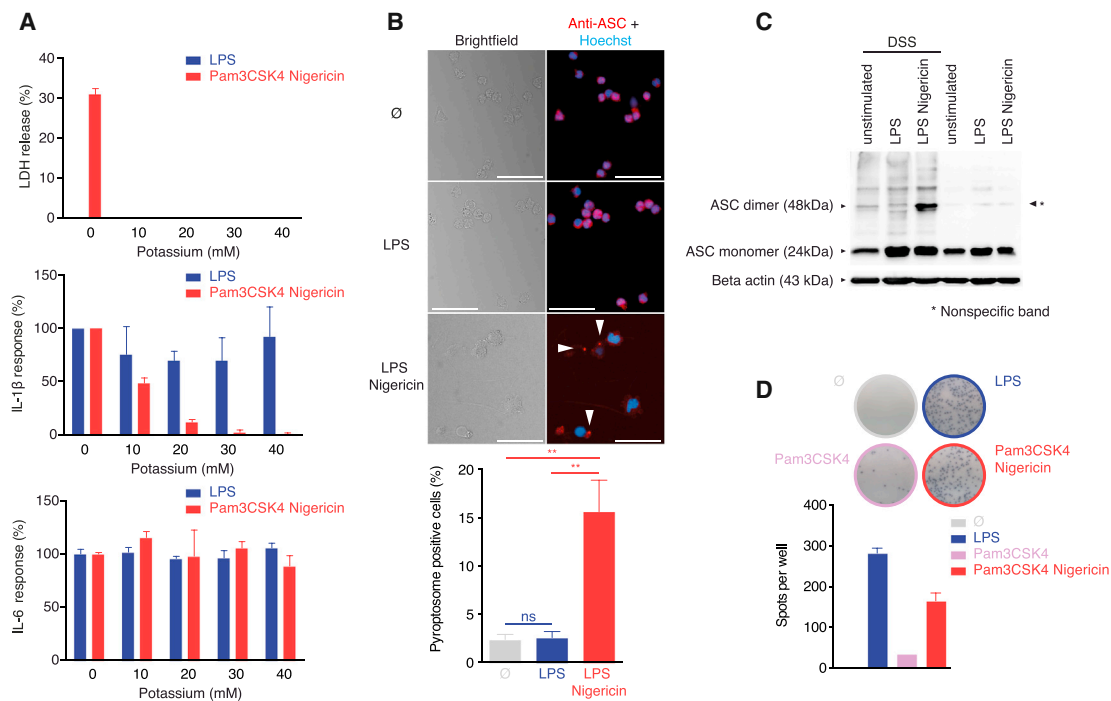 A
LPS
Pam3CSK4 Nigericin
LDH release (%)
50
40
30
20
10
0
0 10 20 30 40
Potassium (mM)
LPS
Pam3CSK4 Nigericin
IL-1β response (%)
150
100
50
0
0 10 20 30 40
Potassium (mM)
LPS
Pam3CSK4 Nigericin
IL-6 response (%)
150
100
50
0
0 10 20 30 40
Potassium (mM)
B
Anti-ASC +
Brightfield Hoechst
Ø
LPS
LPS
Nigericin
**
**
ns
Pyroptosome positive cells (%)
20
15
10
5
0
Ø LPS LPS
Nigericin
C
DSS
unstimulated
LPS
LPS Nigericin
unstimulated
LPS
LPS Nigericin
ASC dimer (48kDa)
*
ASC monomer (24kDa)
Beta actin (43 kDa)
* Nonspecific band
D
Ø
LPS
Pam3CSK4
Pam3CSK4
Nigericin
Spots per well
400
300
200
100
0
Ø
LPS
Pam3CSK4
Pam3CSK4 Nigericin